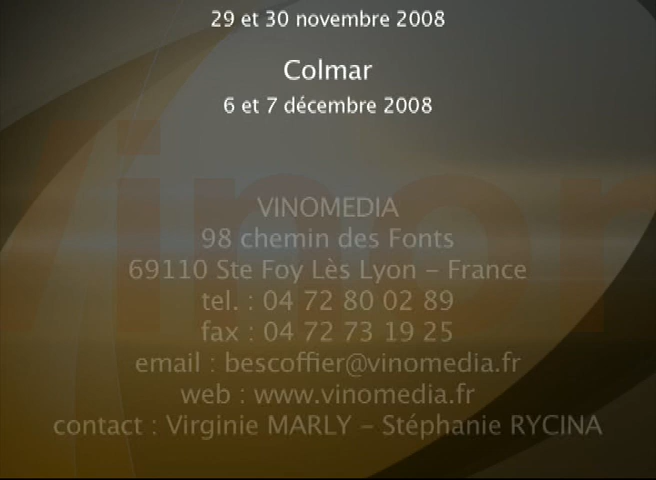 29 et 30 novembre 2008
Colmar
6 et 7 décembre 2008
VINOMEDIA
98 chemin des Fonts
69110 Ste Foy Lès Lyon – France
tel. : 04 72 80 02 89
fax : 04 72 73 19 25
email : bescoffier@vinomedia.fr
web : www.vinomedia.fr
contact : Virginie MARLY – Stéphanie RYCINA